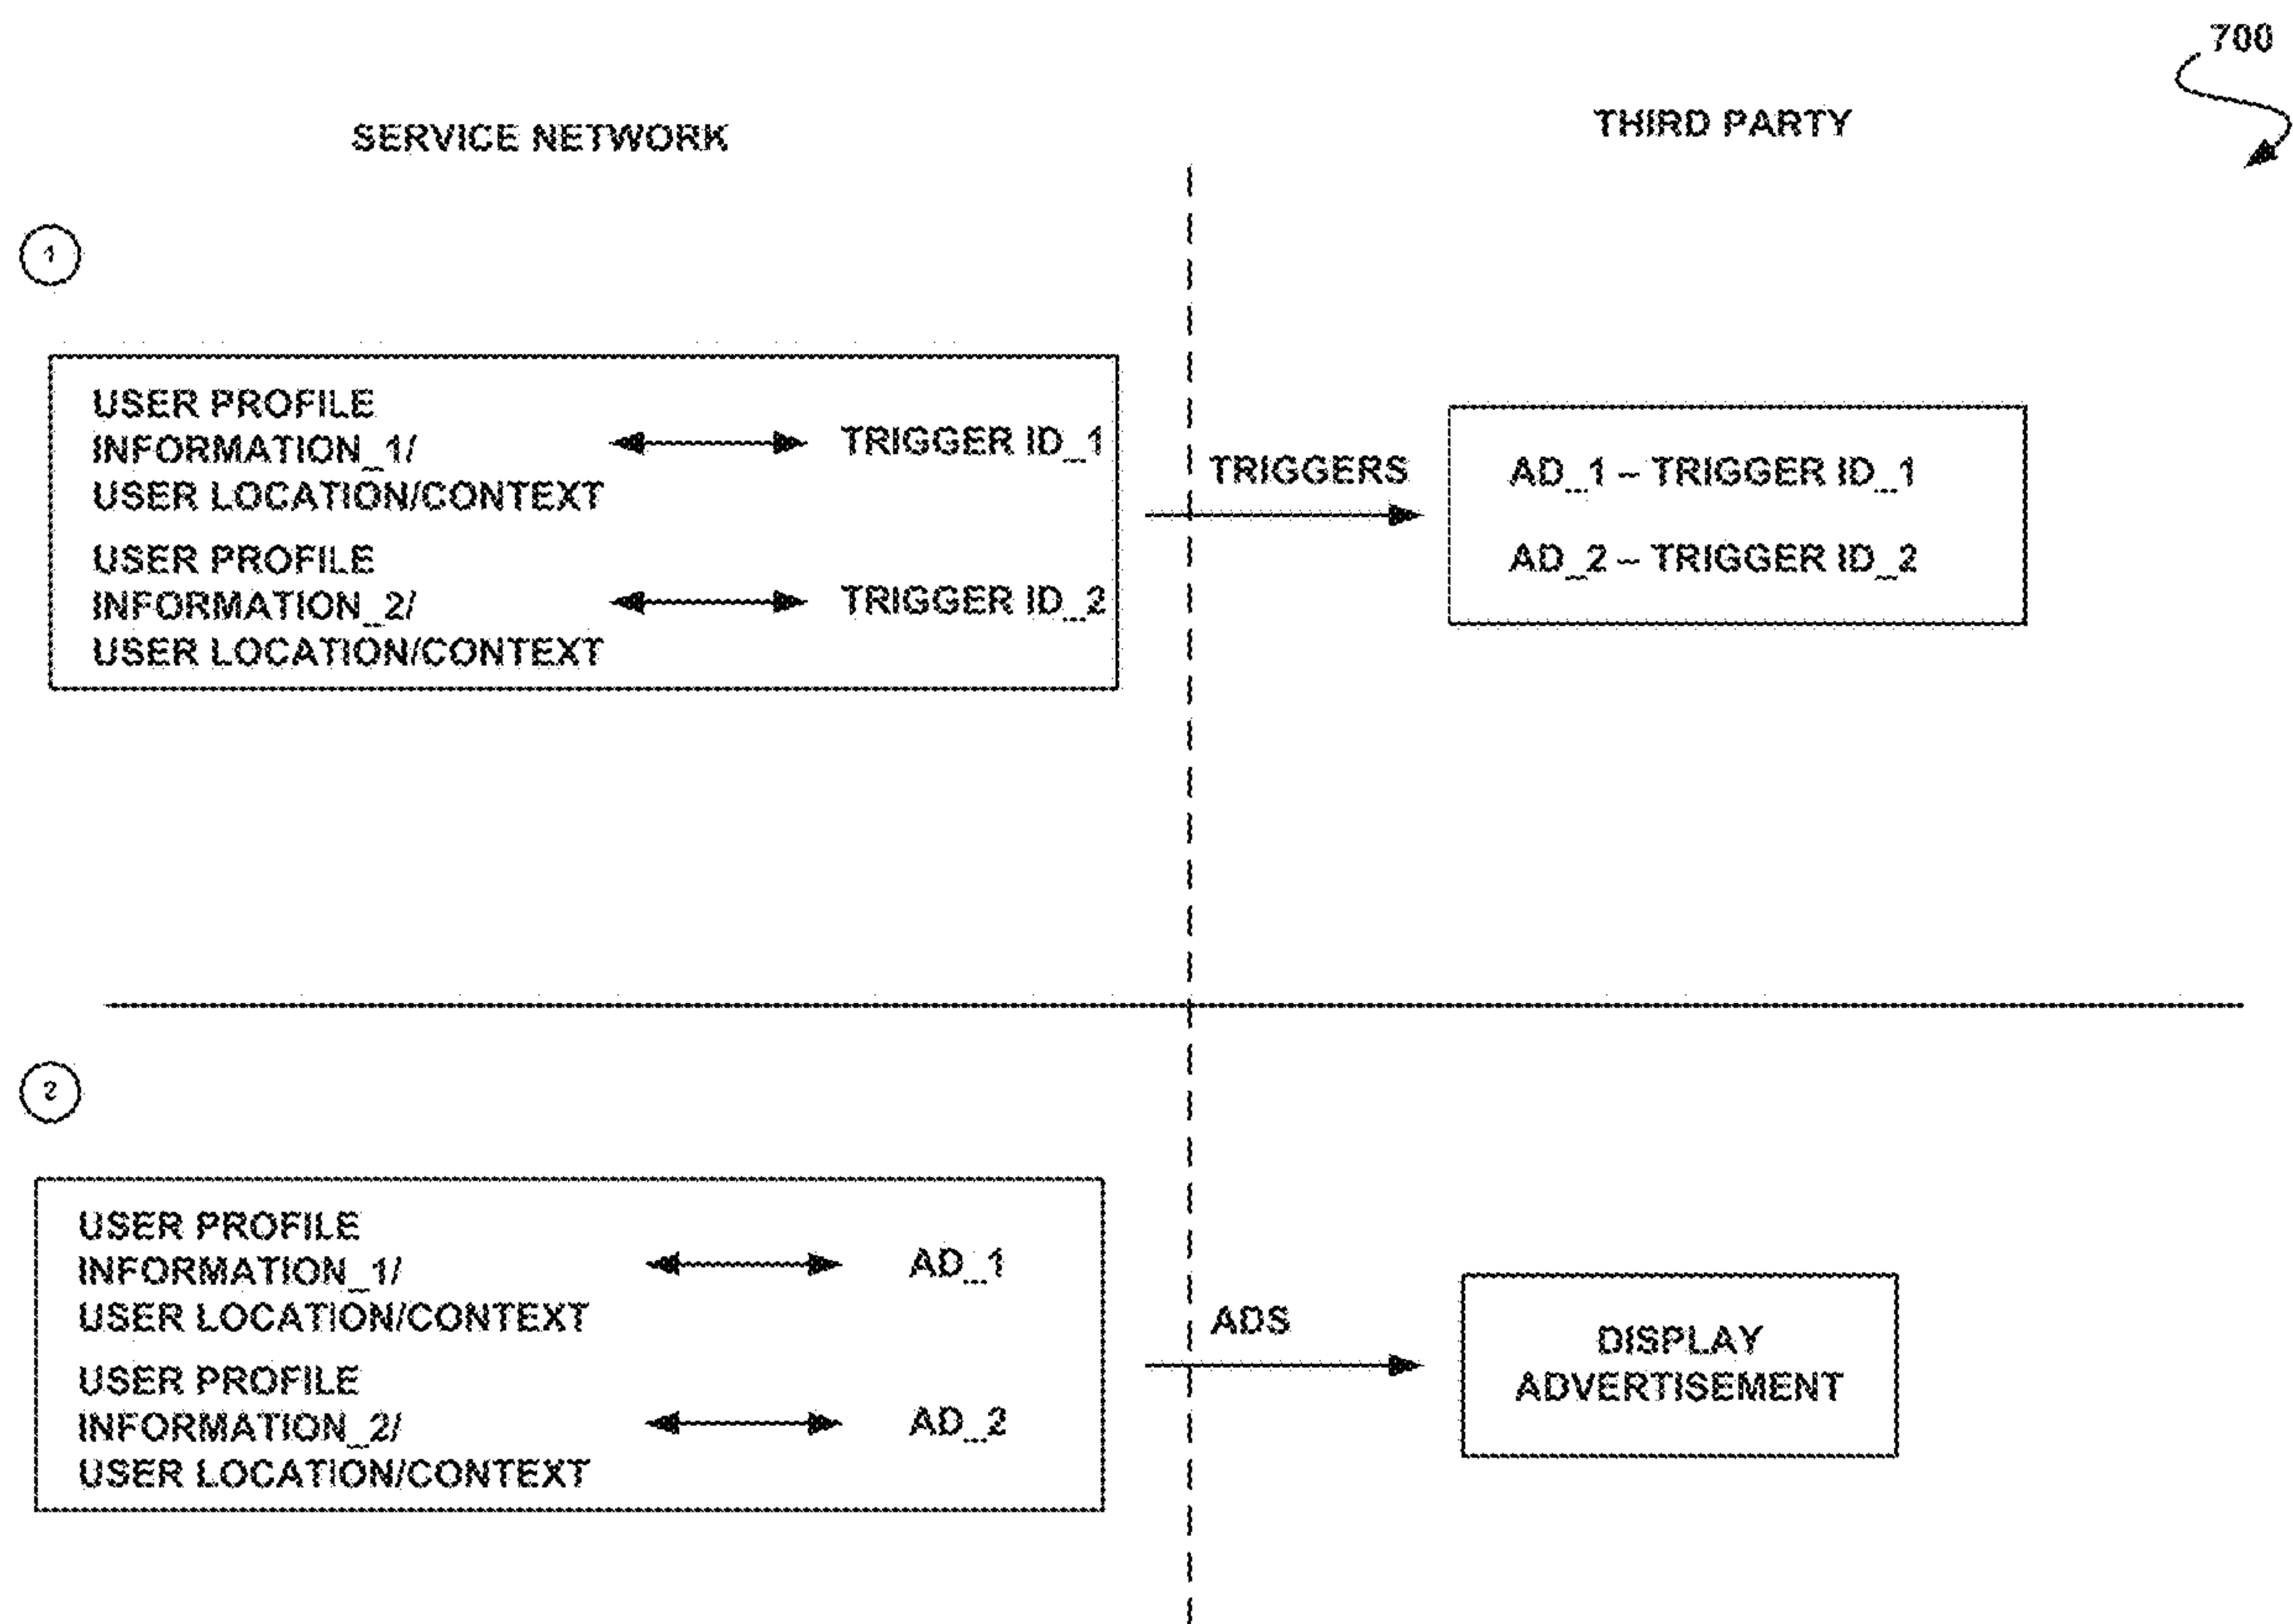 700
SERVICE NETWORK
THIRD PARTY
1
USER PROFILE
INFORMATION_1/
USER LOCATION/CONTEXT
TRIGGER ID_1
USER PROFILE
INFORMATION_2/
USER LOCATION/CONTEXT
TRIGGER ID_2
TRIGGERS
AD_1 – TRIGGER ID_1
AD_2 – TRIGGER ID_2
2
USER PROFILE
INFORMATION_1/
USER LOCATION/CONTEXT
AD_1
USER PROFILE
INFORMATION_2/
USER LOCATION/CONTEXT
AD_2
ADS
DISPLAY
ADVERTISEMENT